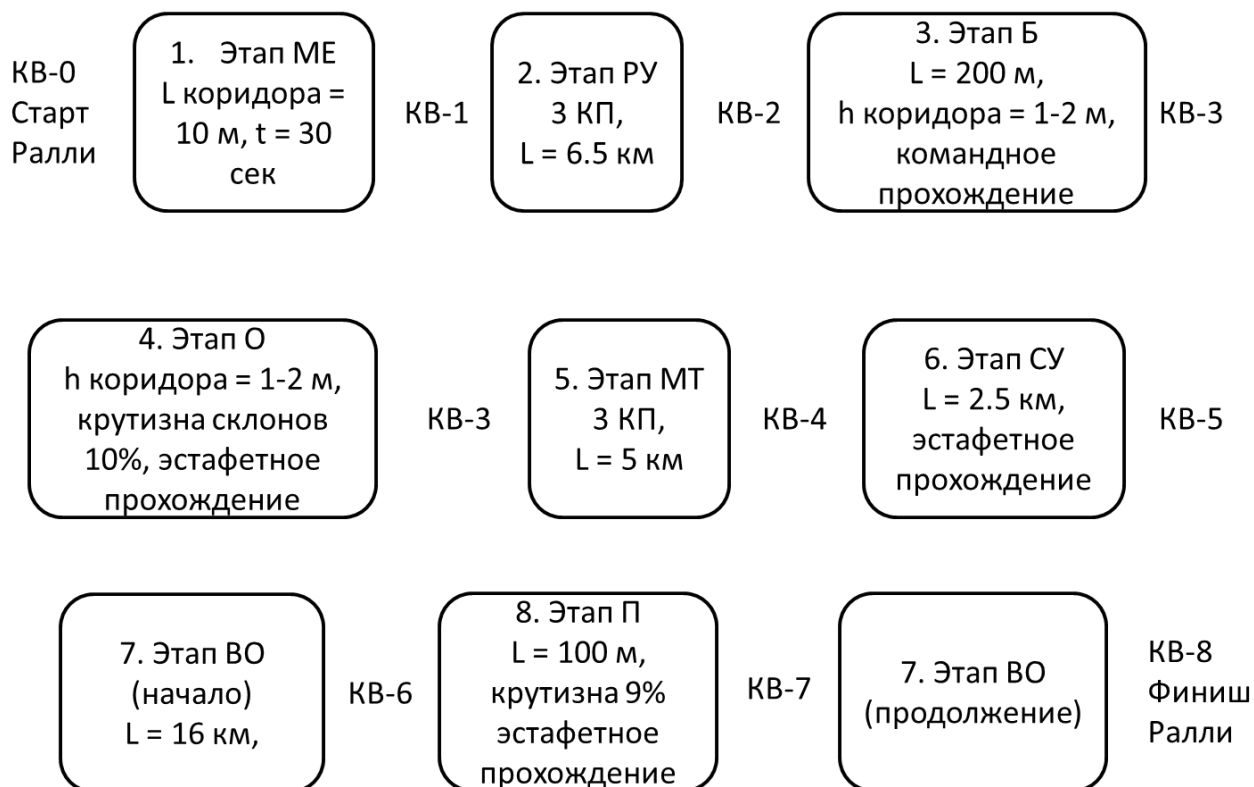 КВ-0
Старт
Ралли
1. Этап МЕ
L коридора =
10 м, t = 30
сек
КВ-1
2. Этап РУ
3 КП,
L = 6.5 км
КВ-2
3. Этап Б
L = 200 м,
h коридора = 1-2 м,
командное
прохождение
КВ-3
4. Этап О
h коридора = 1-2 м,
крутизна склонов
10%, эстафетное
прохождение
КВ-3
5. Этап МТ
3 КП,
L = 5 км
КВ-4
6. Этап СУ
L = 2.5 км,
эстафетное
прохождение
КВ-5
7. Этап ВО
(начало)
L = 16 км,
КВ-6
8. Этап П
L = 100 м,
крутизна 9%
эстафетное
прохождение
КВ-7
7. Этап ВО
(продолжение)
КВ-8
Финиш
Ралли